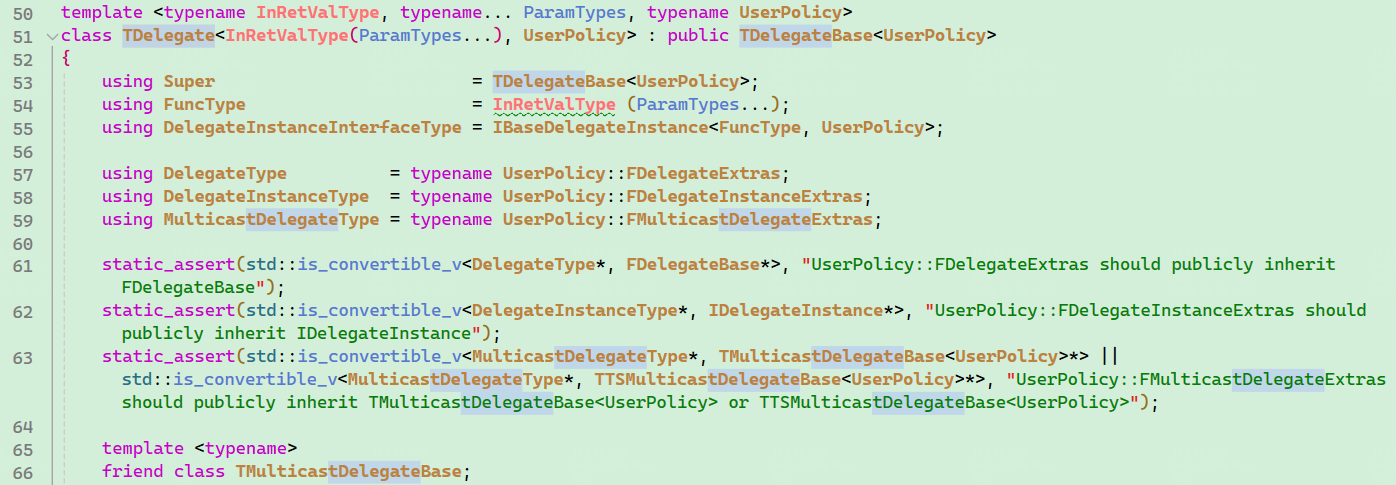 50 template <typename InRetValType, typename... ParamTypes, typename UserPolicy>
51 class TDelegate<InRetValType(ParamTypes...), UserPolicy> : public TDelegateBase<UserPolicy>
52 {
53 using Super = TDelegateBase<UserPolicy>;
54 using FuncType = InRetValType (ParamTypes...);
55 using DelegateInstanceInterfaceType = IBaseDelegateInstance<FuncType, UserPolicy>;
56
57 using DelegateType = typename UserPolicy::FDelegateExtras;
58 using DelegateInstanceType = typename UserPolicy::FDelegateInstanceExtras;
59 using MulticastDelegateType = typename UserPolicy::FMulticastDelegateExtras;
60
61 static_assert(std::is_convertible_v<DelegateType*, FDelegateBase*>, "UserPolicy::FDelegateExtras should publicly inherit
FDelegateBase");
62 static_assert(std::is_convertible_v<DelegateInstanceType*, IDelegateInstance*>, "UserPolicy::FDelegateInstanceExtras should
publicly inherit IDelegateInstance");
63 static_assert(std::is_convertible_v<MulticastDelegateType*, TMulticastDelegateBase<UserPolicy>*> ||
std::is_convertible_v<MulticastDelegateType*, TTSMulticastDelegateBase<UserPolicy>*>, "UserPolicy::FMulticastDelegateExtras
should publicly inherit TMulticastDelegateBase<UserPolicy> or TTSMulticastDelegateBase<UserPolicy>");
64
65 template <typename>
66 friend class TMulticastDelegateBase;